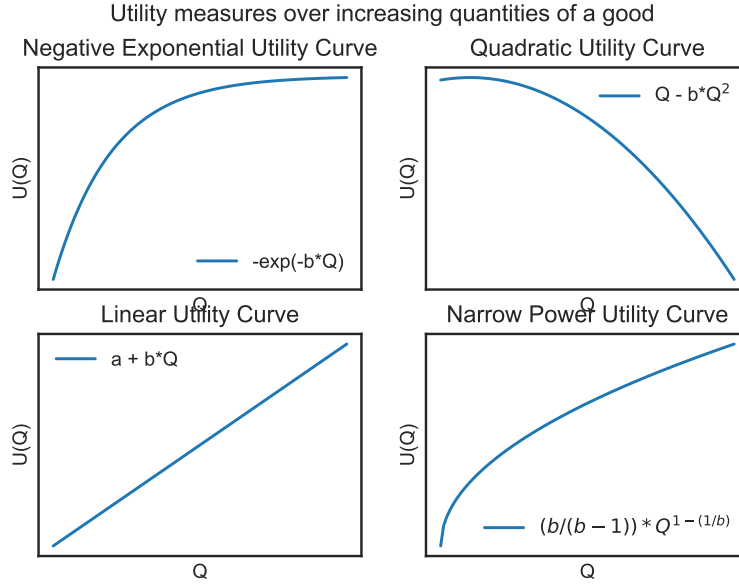 Utility measures over increasing quantities of a good
Negative Exponential Utility Curve
U(Q)
-exp(-b*Q)
Q
Quadratic Utility Curve
U(Q)
Q - b*Q^2
Q
Linear Utility Curve
U(Q)
a + b*Q
Q
Narrow Power Utility Curve
U(Q)
(b/(b − 1)) * Q^{1−(1/b)}
Q